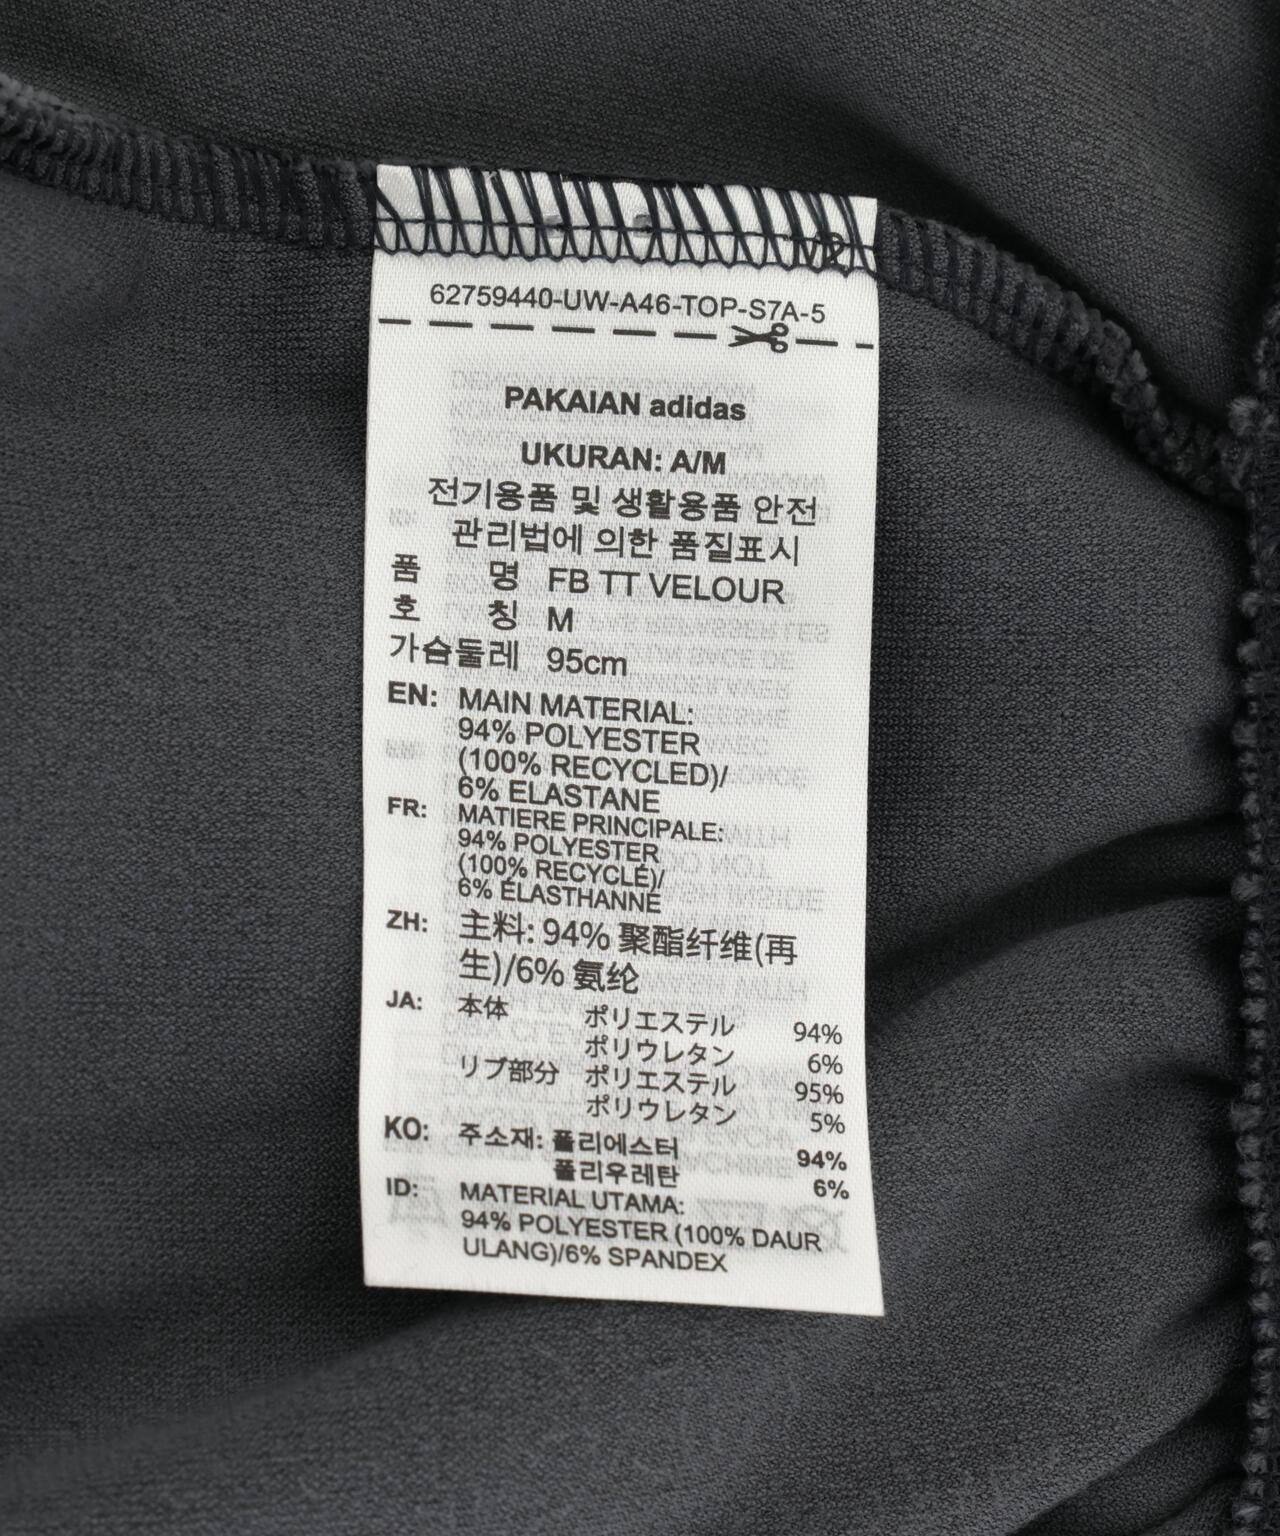 V2
62759440-UW-A46-TOP-S7A-5
PAKAIAN adidas
UKURAN: A/M
전기용품 및 생활용품 안전
관리법에 의한 품질표시
품 명 FB TT VELOUR
호 칭 M
가슴둘레 95cm
EN: MAIN MATERIAL:
94% POLYESTER
(100% RECYCLED)/
6% ELASTANE
FR: MATIERE PRINCIPALE:
94% POLYESTER
(100% RECYCLÉ)/
6% ÉLASTHANNE
ZH: 主料: 94% 聚酯纤维(再
生)/6% 氨纶
JA: 本体 ポリエステル 94%
ポリウレタン 6%
リブ部分 ポリエステル 95%
ポリウレタン 5%
KO: 주소재: 폴리에스터 94%
폴리우레탄 6%
ID: MATERIAL UTAMA:
94% POLYESTER (100% DAUR
ULANG)/6% SPANDEX